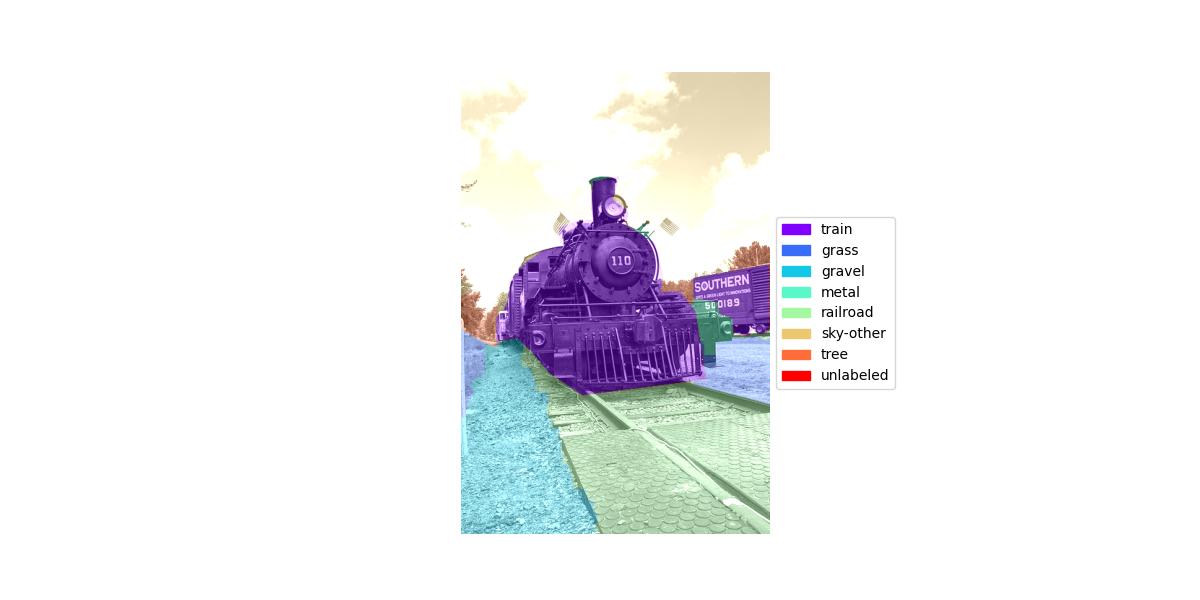 110
SOUTHERN
500189
train
grass
gravel
metal
railroad
sky-other
tree
unlabeled